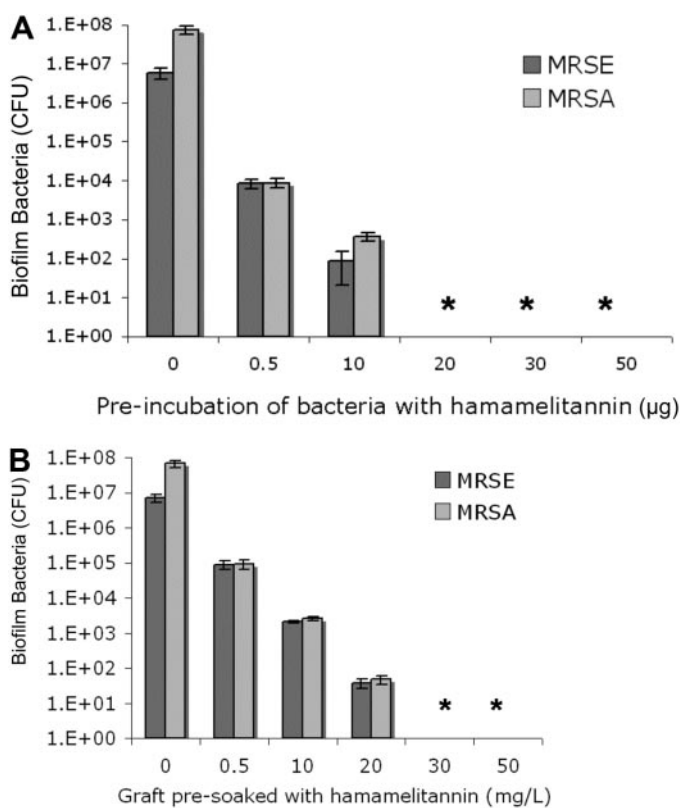 A
Biofilm Bacteria (CFU)
1.E+08
1.E+07
1.E+06
1.E+05
1.E+04
1.E+03
1.E+02
1.E+01
1.E+00
MRSE
MRSA
* * *
0 0.5 10 20 30 50
Pre-incubation of bacteria with hamamelitannin (µg)
B
Biofilm Bacteria (CFU)
1.E+08
1.E+07
1.E+06
1.E+05
1.E+04
1.E+03
1.E+02
1.E+01
1.E+00
MRSE
MRSA
* *
0 0.5 10 20 30 50
Graft pre-soaked with hamamelitannin (mg/L)